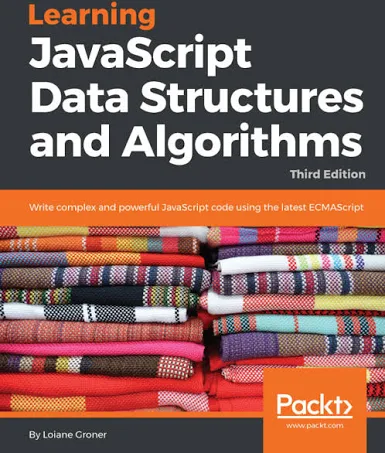 Learning
JavaScript
Data Structures
and Algorithms
Third Edition
Write complex and powerful JavaScript code using the latest ECMAScript
Packt>
www.packt.com
By Loiane Groner